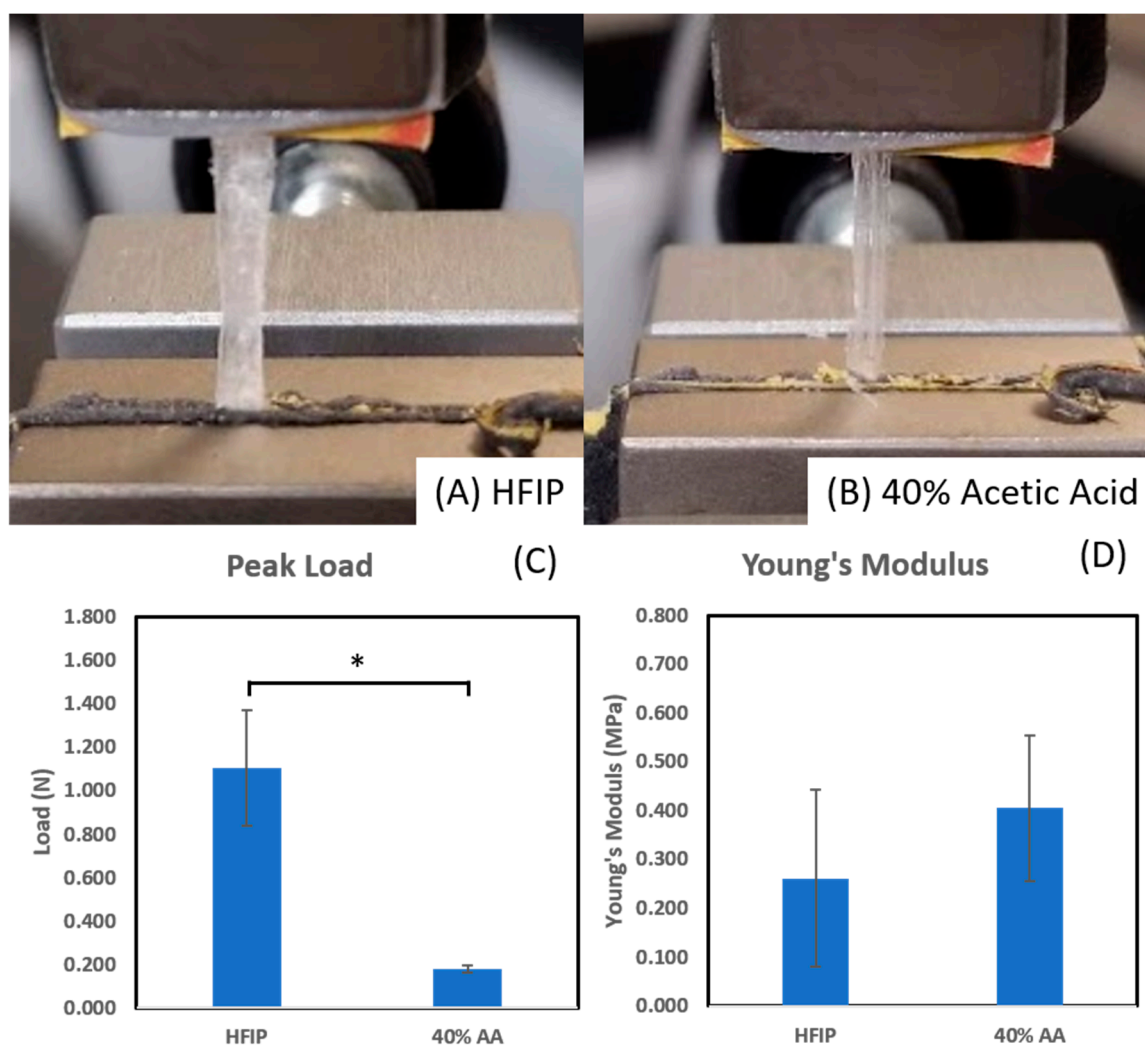 (A) HFIP
(B) 40% Acetic Acid
Peak Load
(C)
1.800
1.600
1.400
1.200
1.000
0.800
0.600
0.400
0.200
0.000
Load (N)
*
HFIP
40% AA
Young's Modulus
(D)
0.800
0.700
0.600
0.500
0.400
0.300
0.200
0.100
0.000
Young's Moduls (MPa)
HFIP
40% AA